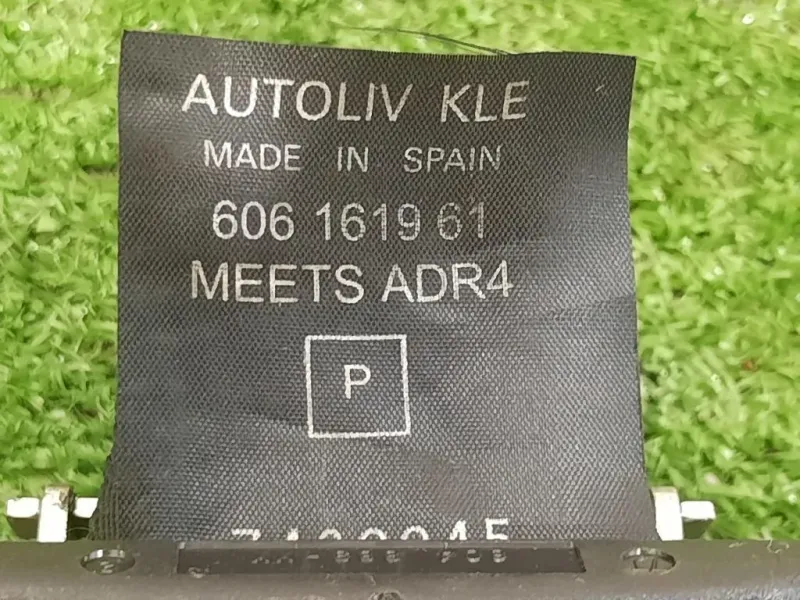 AUTOLIV KLE
MADE IN SPAIN
606 1619 61
MEETS ADR4
P